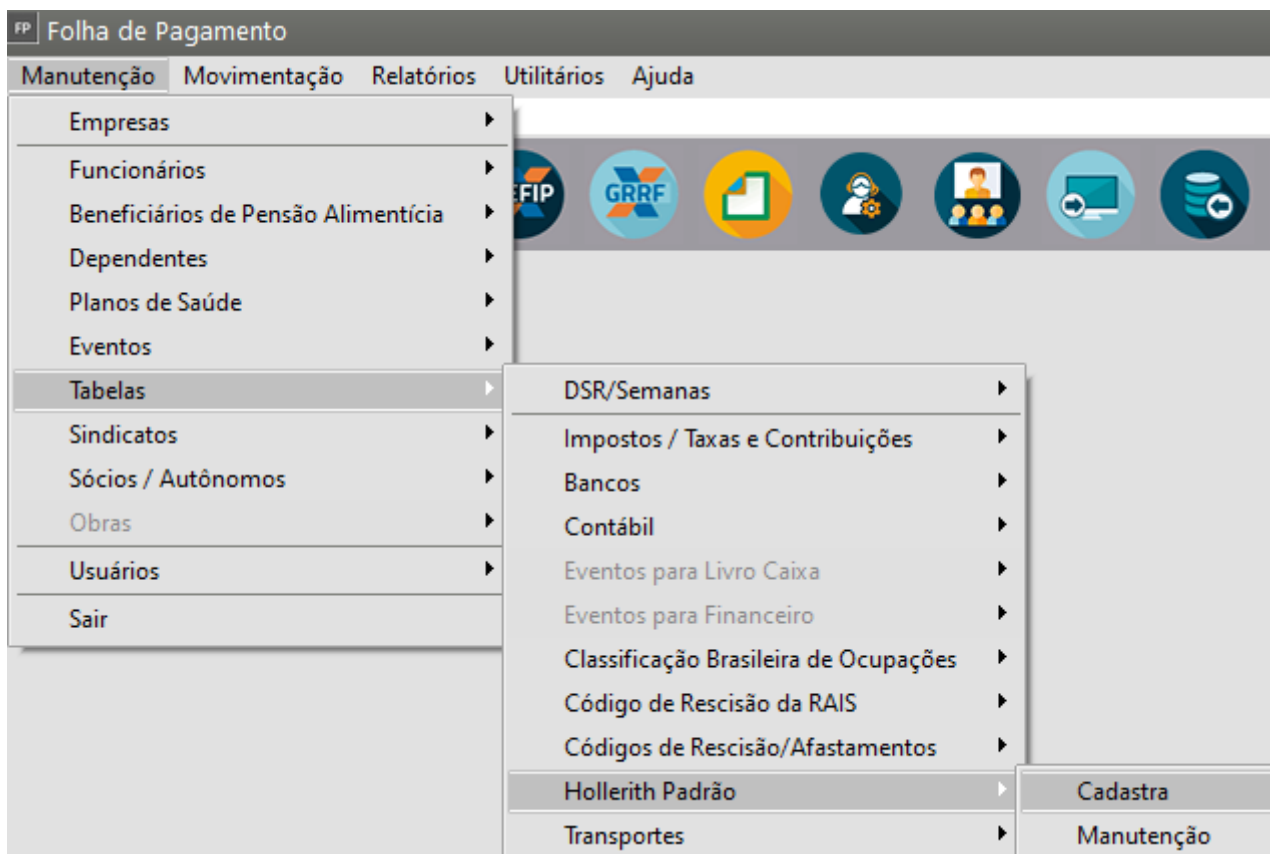 FP Folha de Pagamento
Manutenção Movimentação Relatórios Utilitários Ajuda
Empresas
Funcionários
Beneficiários de Pensão Alimentícia
Dependentes
Planos de Saúde
Eventos
Tabelas
Sindicatos
Sócios / Autônomos
Obras
Usuários
Sair
EFIP
GRRF
DSR/Semanas
Impostos / Taxas e Contribuições
Bancos
Contábil
Eventos para Livro Caixa
Eventos para Financeiro
Classificação Brasileira de Ocupações
Código de Rescisão da RAIS
Códigos de Rescisão/Afastamentos
Hollerith Padrão
Transportes
Cadastra
Manutenção